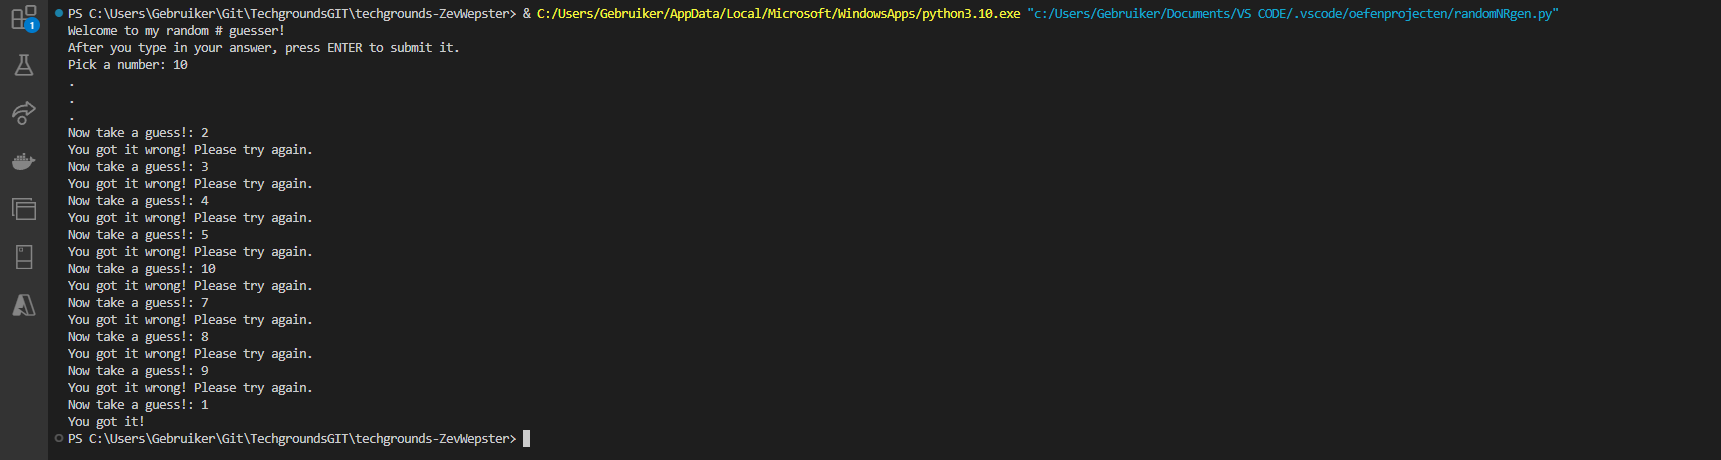 PS C:\Users\Gebruiker\Git\TechgroundsGIT\techgrounds-ZevWepster> & C:/Users/Gebruiker/AppData/Local/Microsoft/WindowsApps/python3.10.exe "c:/Users/Gebruiker/Documents/VS CODE/.vscode/oefenprojecten/randomNRgen.py"
Welcome to my random # guesser!
After you type in your answer, press ENTER to submit it.
Pick a number: 10
.
.
.
Now take a guess!: 2
You got it wrong! Please try again.
Now take a guess!: 3
You got it wrong! Please try again.
Now take a guess!: 4
You got it wrong! Please try again.
Now take a guess!: 5
You got it wrong! Please try again.
Now take a guess!: 10
You got it wrong! Please try again.
Now take a guess!: 7
You got it wrong! Please try again.
Now take a guess!: 8
You got it wrong! Please try again.
Now take a guess!: 9
You got it wrong! Please try again.
Now take a guess!: 1
You got it!
PS C:\Users\Gebruiker\Git\TechgroundsGIT\techgrounds-ZevWepster>
1